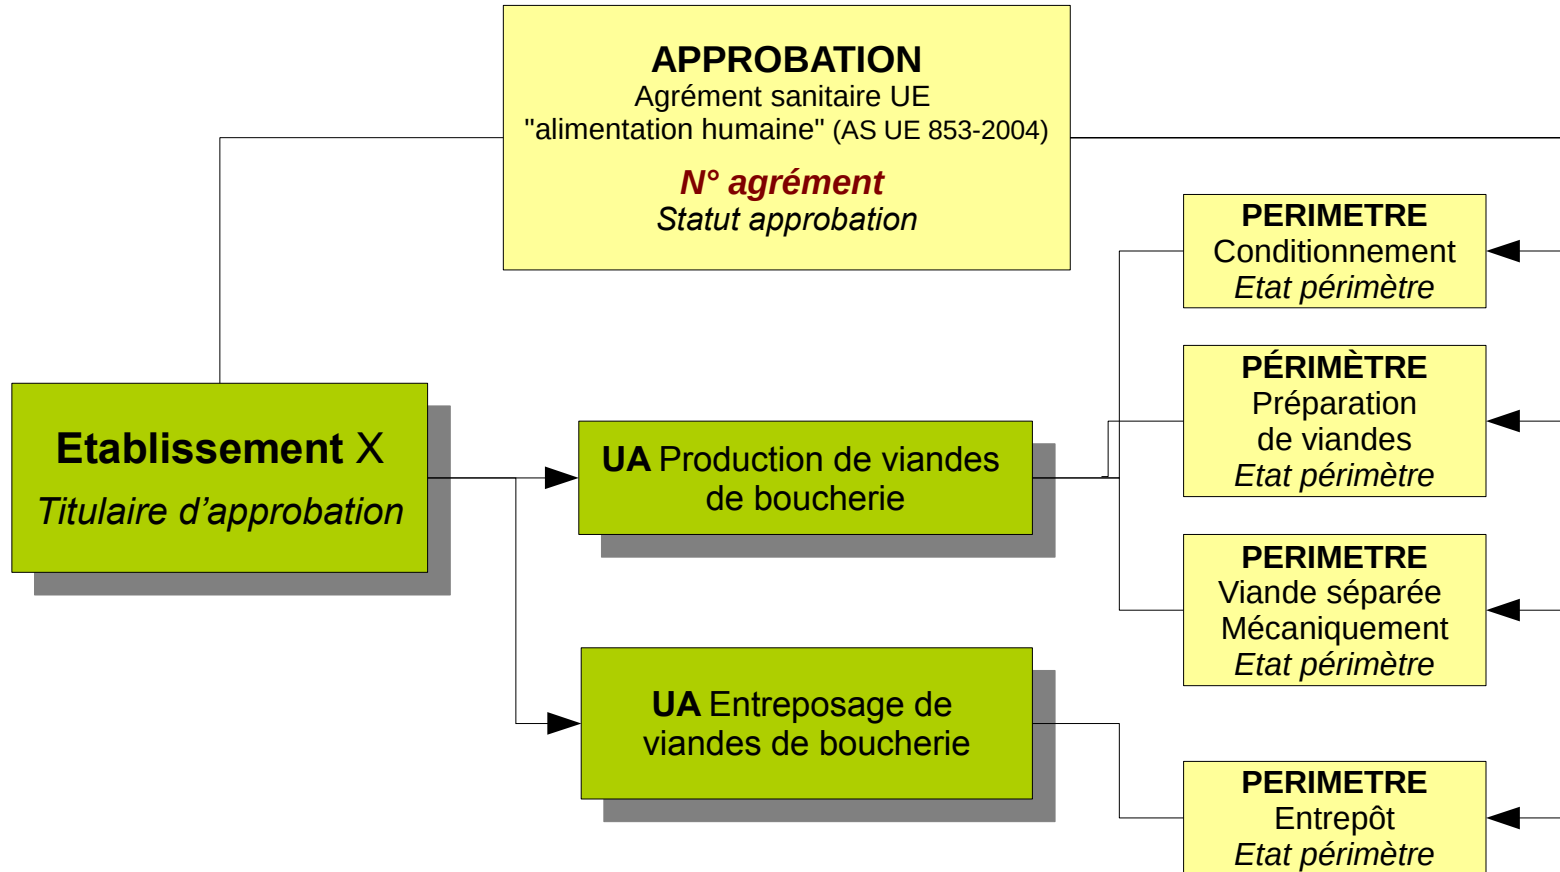 APPROBATION
Agrément sanitaire UE
"alimentation humaine" (AS UE 853-2004)
N° agrément
Statut approbation
PERIMETRE
Conditionnement
Etat périmètre
PÉRIMÈTRE
Préparation
de viandes
Etat périmètre
Etablissement X
Titulaire d’approbation
UA Production de viandes
de boucherie
PERIMETRE
Viande séparée
Mécaniquement
Etat périmètre
UA Entreposage de
viandes de boucherie
PERIMETRE
Entrepôt
Etat périmètre